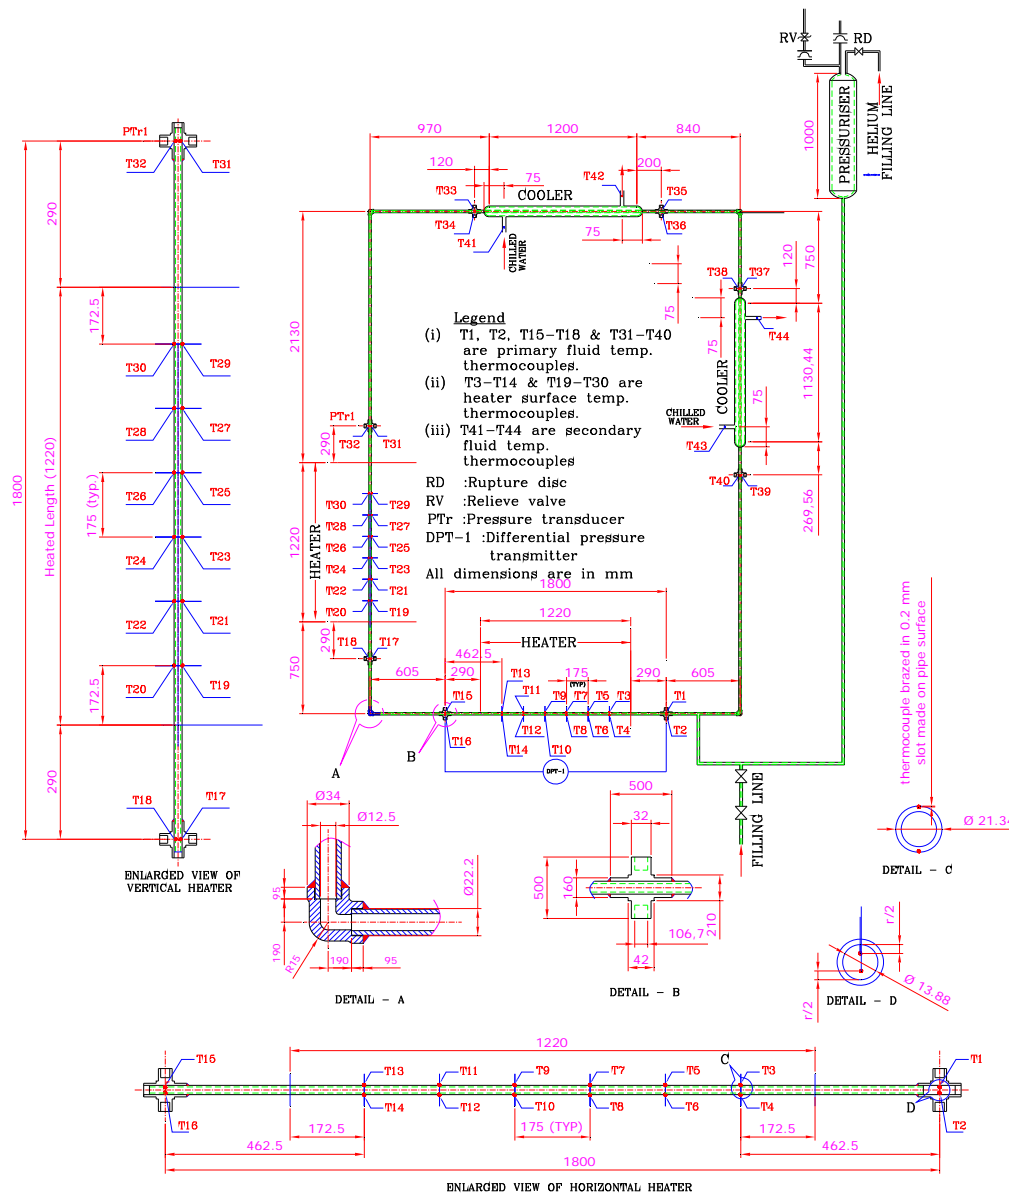 RV
RD
PRESSURISER
HELIUM
FILLING LINE
1000
970
1200
840
120
75
T42
200
T33
COOLER
T35
T34
T41
CHILLED
WATER
75
T36
75
T38
T37
120
750
T44
75
COOLER
1130,44
75
CHILLED
WATER
T43
T40
T39
269,56
Legend
(i) T1, T2, T15-T18 & T31-T40
are primary fluid temp.
thermocouples.
(ii) T3-T14 & T19-T30 are
heater surface temp.
thermocouples.
(iii) T41-T44 are secondary
fluid temp.
thermocouples
RD :Rupture disc
RV :Relieve valve
PTr :Pressure transducer
DPT-1 :Differential pressure
transmitter
All dimensions are in mm
2130
PTr1
T32
T31
290
1220
HEATER
T30
T29
T28
T27
T26
T25
T24
T23
T22
T21
T20
T19
750
290
T18
T17
1800
1220
HEATER
462.5
605
290
T13
175
(TYP)
290
605
T15
T11
T9
T7
T5
T3
T1
T16
T14
T12
T10
T8
T6
T4
T2
A
B
DPT-1
FILLING LINE
PTr1
T32
T31
290
1800
172.5
T30
T29
T28
T27
Heated Length (1220)
175 (typ.)
T26
T25
T24
T23
T22
T21
T20
T19
172.5
290
T18
T17
ENLARGED VIEW OF
VERTICAL HEATER
Ø34
Ø12.5
Ø22.2
95
190
R15
190
95
DETAIL - A
500
32
500
160
210
106,7
42
DETAIL - B
thermocouple brazed in 0.2 mm
slot made on pipe surface
Ø 21.34
DETAIL - C
r/2
Ø 13.88
r/2
DETAIL - D
1220
C
T15
T13
T11
T9
T7
T5
T3
T1
T16
T14
T12
T10
T8
T6
T4
D
T2
172.5
175 (TYP)
172.5
462.5
462.5
1800
ENLARGED VIEW OF HORIZONTAL HEATER